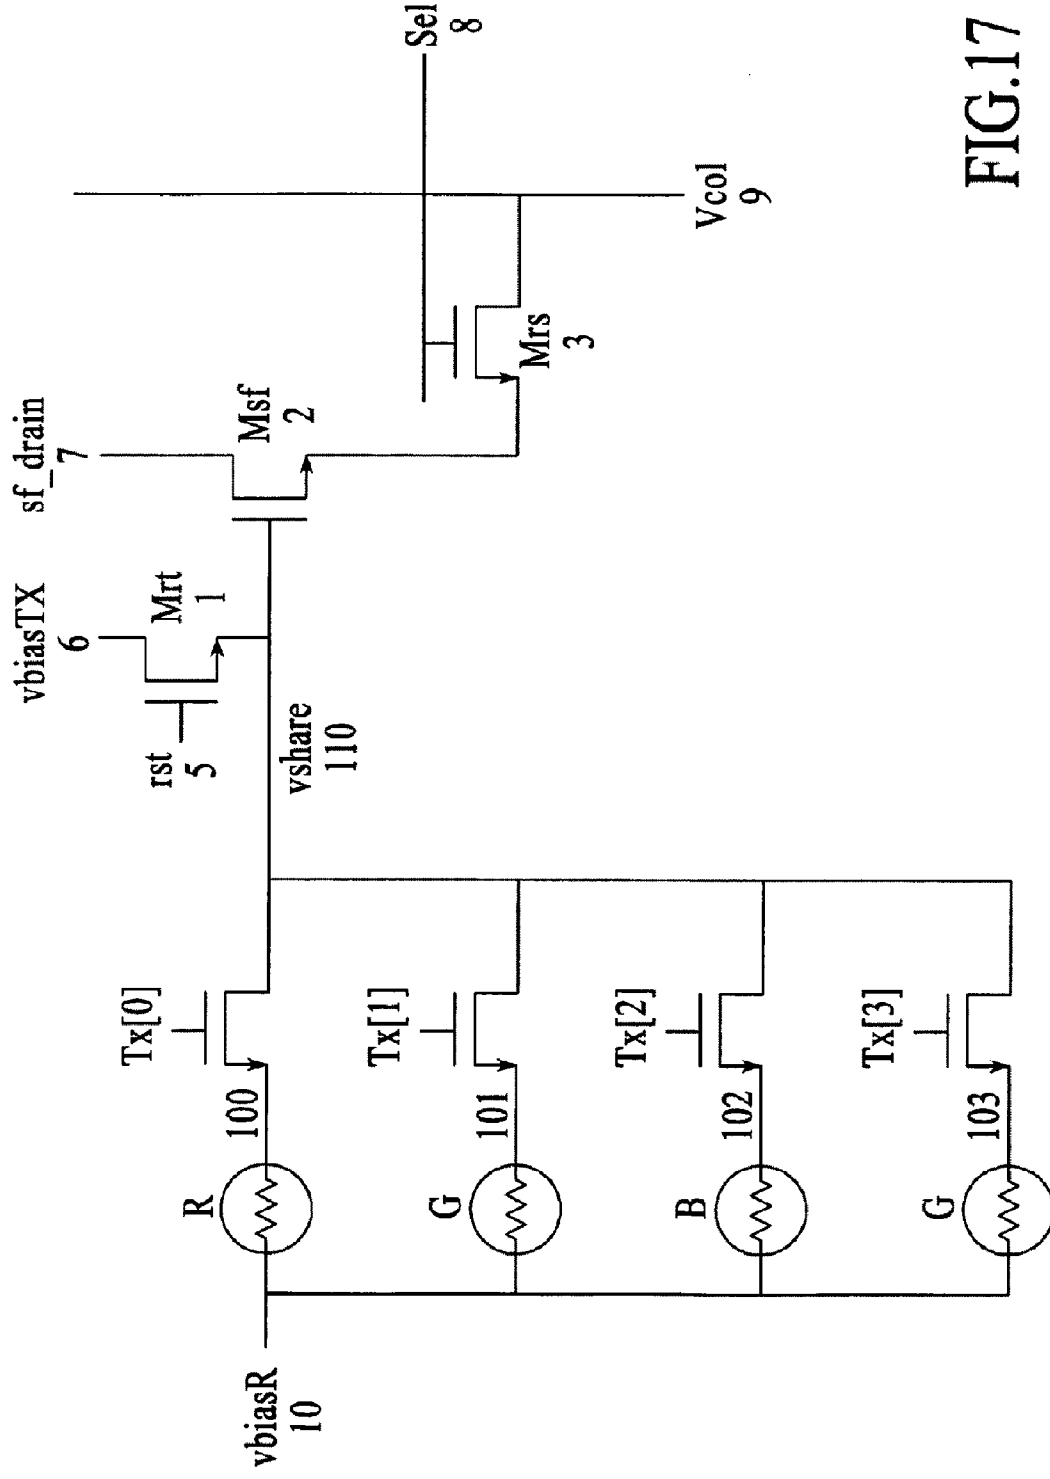 vbiasR
10
R
100
Tx[0]
G
101
Tx[1]
B
102
Tx[2]
G
103
Tx[3]
vshare
110
rst
5
vbiasTX
6
Mrt
1
sf_drain
7
Msf
2
Mrs
3
Sel
8
Vcol
9
FIG.17